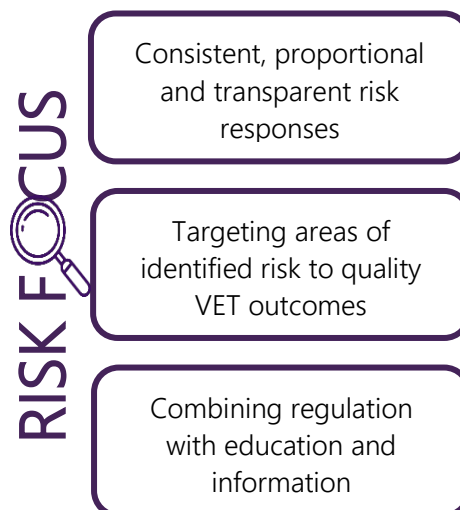 RISK F CUS
Consistent, proportional
and transparent risk
responses
Targeting areas of
identified risk to quality
VET outcomes
Combining regulation
with education and
information